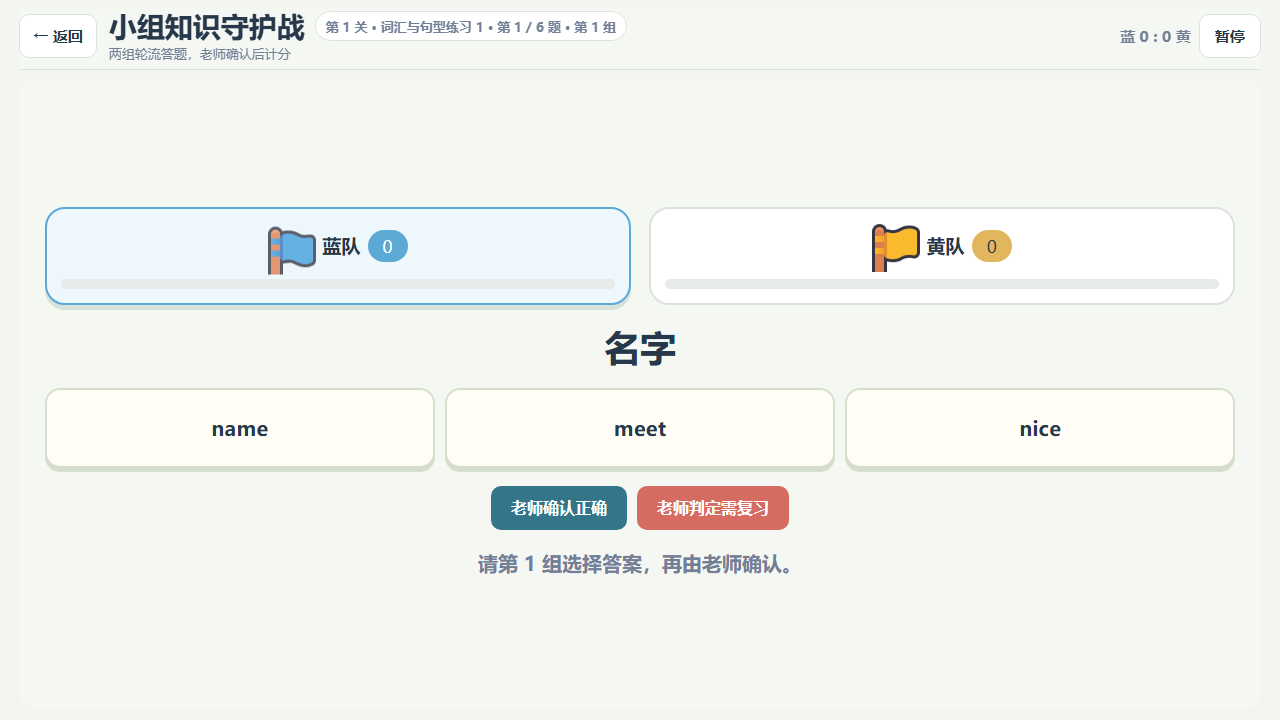 ← 返回
小组知识守护战
第 1 关 • 词汇与句型练习 1 • 第 1 / 6 题 • 第 1 组
两组轮流答题，老师确认后计分
蓝 0 : 0 黄
暂停
蓝队 0
黄队 0
名字
name
meet
nice
老师确认正确
老师判定需复习
请第 1 组选择答案，再由老师确认。